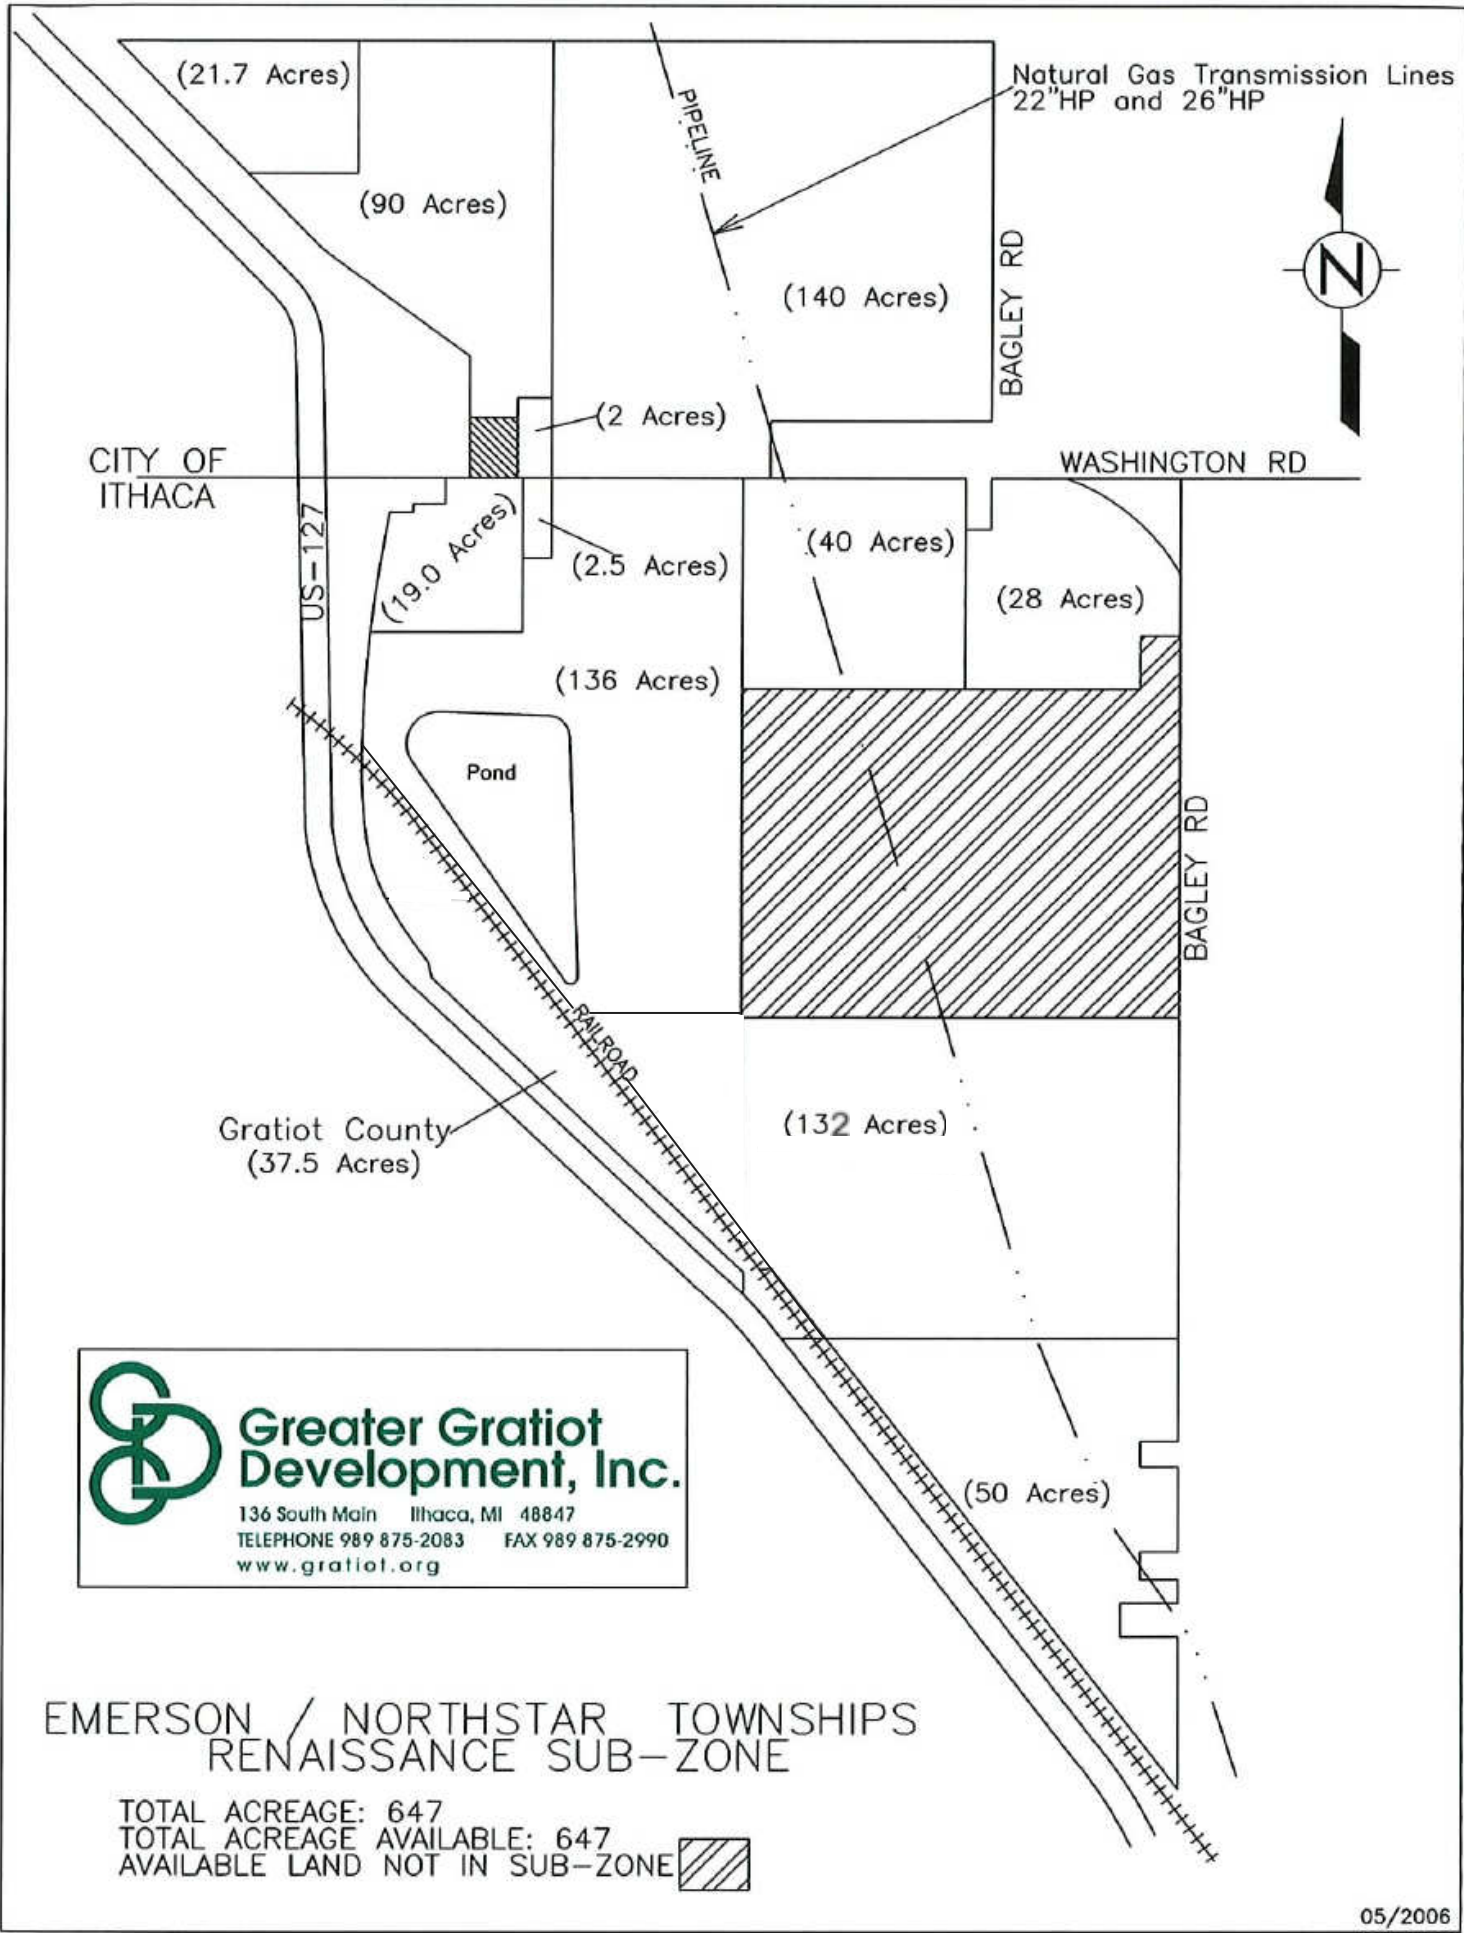 (21.7 Acres)
Natural Gas Transmission Lines
22"HP and 26"HP
PIPELINE
(90 Acres)
N
BAGLEY RD
(140 Acres)
(2 Acres)
CITY OF
ITHACA
WASHINGTON RD
US-127
(19.0 Acres)
(2.5 Acres)
(40 Acres)
(28 Acres)
(136 Acres)
Pond
BAGLEY RD
RAILROAD
Gratiot County
(37.5 Acres)
(132 Acres)
Greater Gratiot
Development, Inc.
136 South Main Ithaca, MI 48847
TELEPHONE 989 875-2083 FAX 989 875-2990
www.gratiot.org
(50 Acres)
EMERSON / NORTHSTAR TOWNSHIPS
RENAISSANCE SUB-ZONE
TOTAL ACREAGE: 647
TOTAL ACREAGE AVAILABLE: 647
AVAILABLE LAND NOT IN SUB-ZONE
05/2006